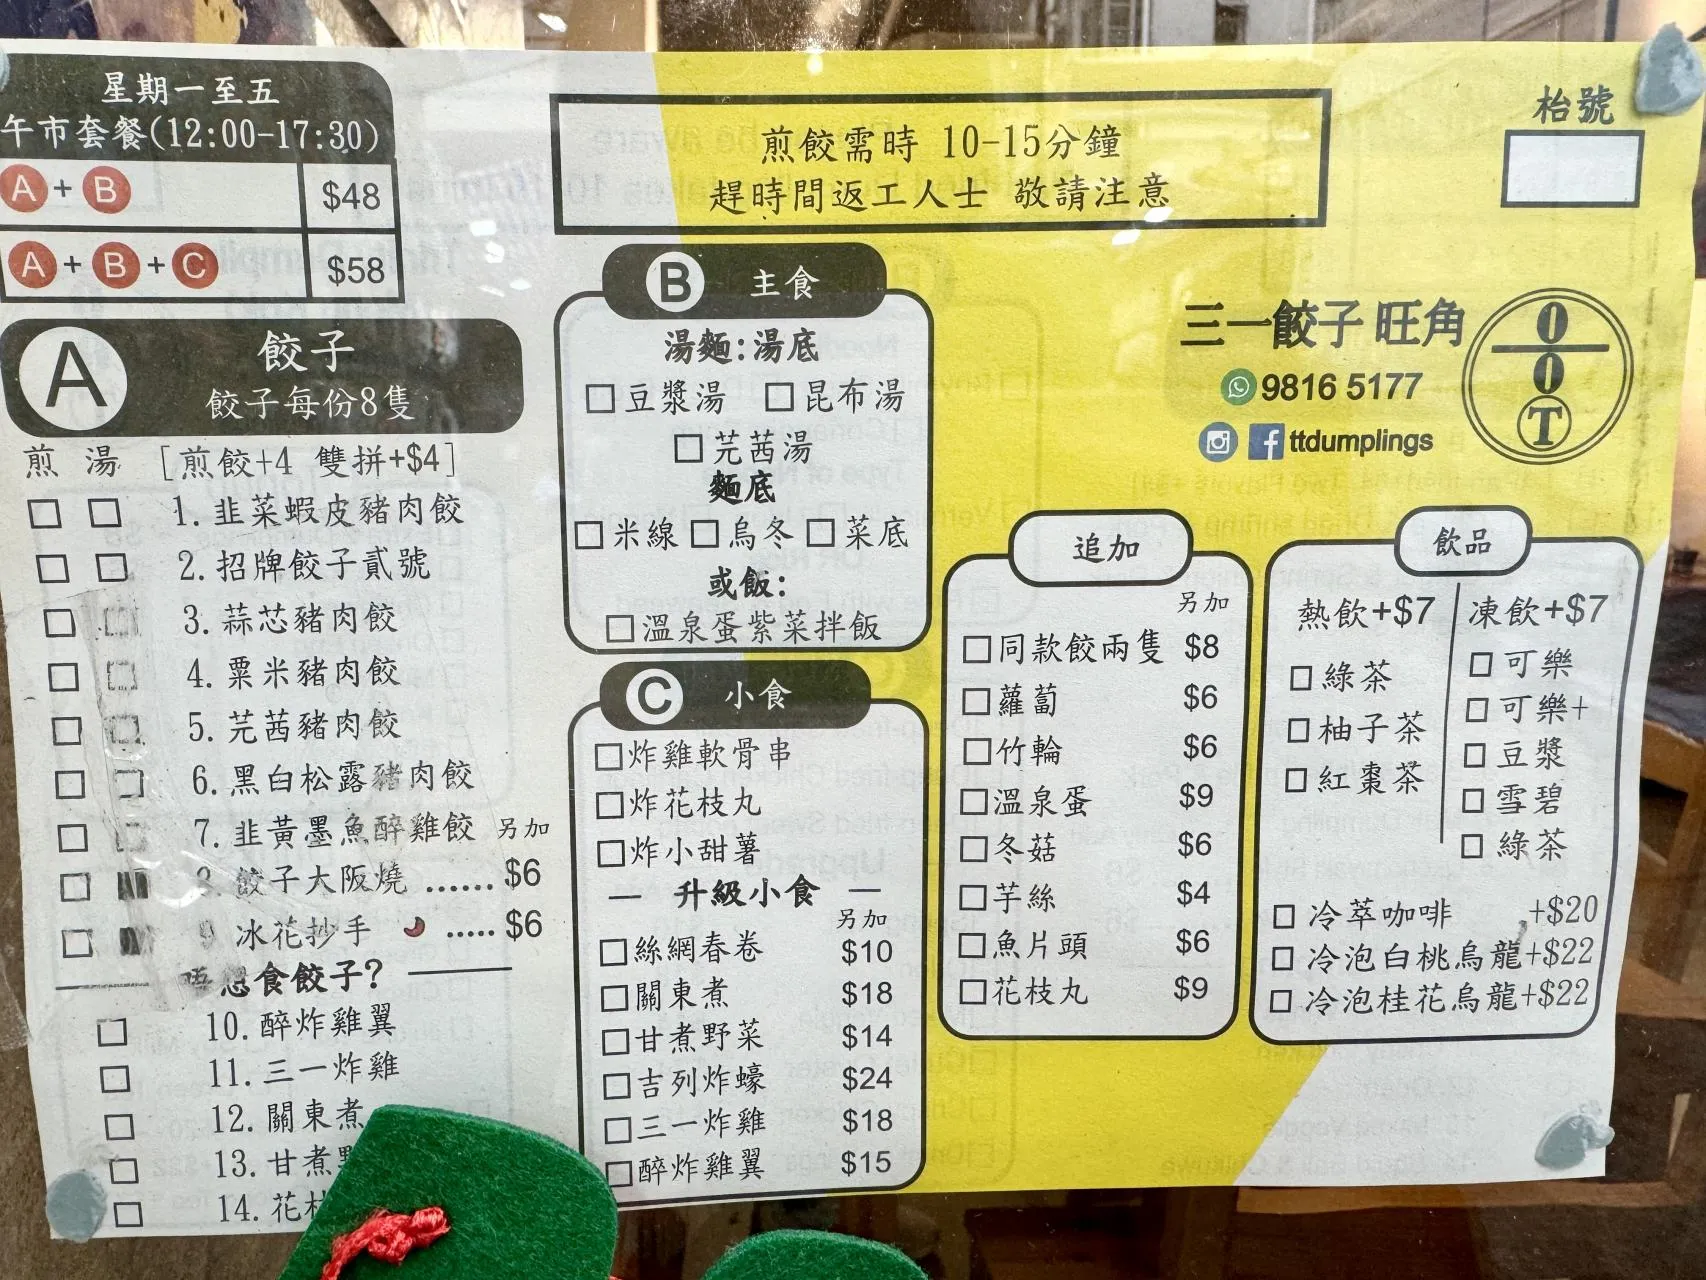 星期一至五
午市套餐(12:00-17:30)
A + B $48
A + B + C $58
煎餃需時 10-15分鐘
趕時間返工人士 敬請注意
枱號
三一餃子 旺角
9816 5177
ttdumplings
O
O
T
A 餃子
餃子每份8隻
煎 湯 [煎餃+4 雙拼+$4]
1. 韭菜蝦皮豬肉餃
2. 招牌餃子貳號
3. 蒜芯豬肉餃
4. 粟米豬肉餃
5. 芫茜豬肉餃
6. 黑白松露豬肉餃
7. 韭黃墨魚醉雞餃 另加
8. 餃子大阪燒 ...... $6
9 冰花抄手 ..... $6
唔想食餃子?
10. 醉炸雞翼
11. 三一炸雞
12. 關東煮
13. 甘煮
14. 花枝
B 主食
湯麵:湯底
豆漿湯 昆布湯
芫茜湯
麵底
米線 烏冬 菜底
或飯:
溫泉蛋紫菜拌飯
C 小食
炸雞軟骨串
炸花枝丸
炸小甜薯
— 升級小食 —
另加
絲網春卷 $10
關東煮 $18
甘煮野菜 $14
吉列炸蠔 $24
三一炸雞 $18
醉炸雞翼 $15
追加
另加
同款餃兩隻 $8
蘿蔔 $6
竹輪 $6
溫泉蛋 $9
冬菇 $6
芋絲 $4
魚片頭 $6
花枝丸 $9
飲品
熱飲+$7
綠茶
柚子茶
紅棗茶
凍飲+$7
可樂
可樂+
豆漿
雪碧
綠茶
冷萃咖啡 +$20
冷泡白桃烏龍+$22
冷泡桂花烏龍+$22